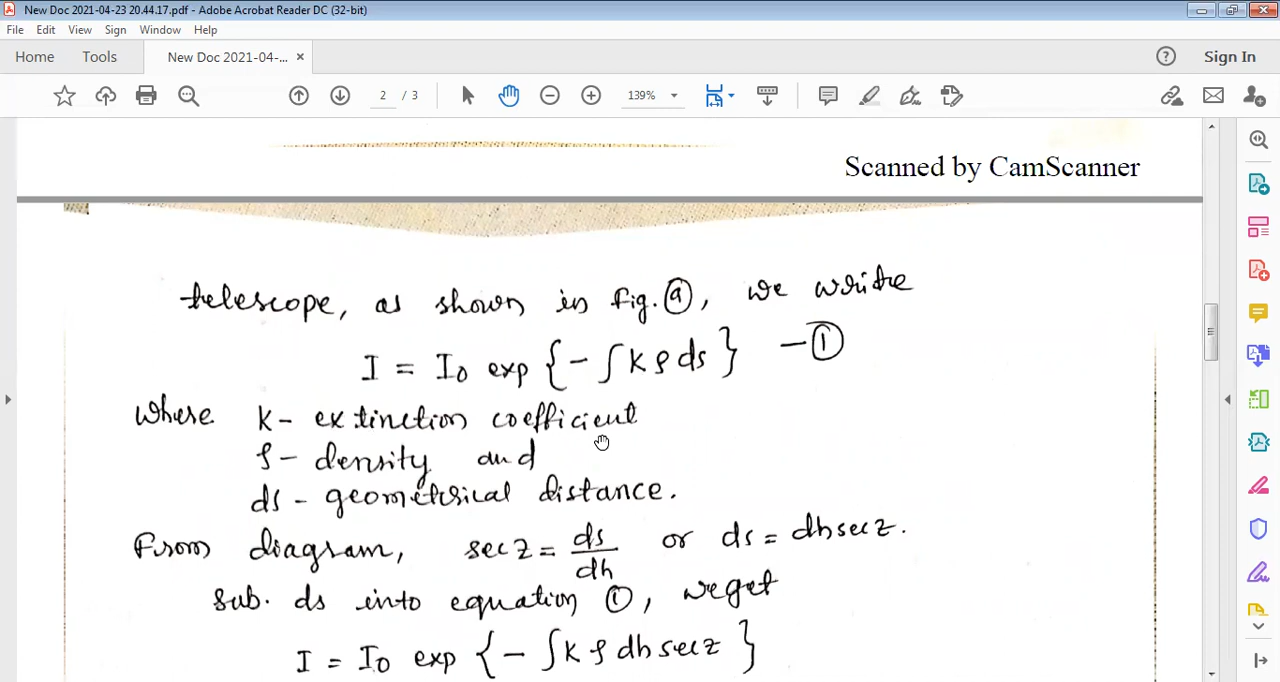 New Doc 2021-04-23 20.44.17.pdf - Adobe Acrobat Reader DC (32-bit)
File Edit View Sign Window Help
Home Tools New Doc 2021-04-... × Sign In
2 / 3 139%
Scanned by CamScanner
telescope, as shown in fig. ⓐ, we write
I = I₀ exp {- ∫ K ρ ds} - ①
Where K - extinction coefficient
ρ - density and
ds - geometrical distance.
From diagram, sec z = ds/dh or ds = dh sec z.
Sub. ds into equation ①, we get
I = I₀ exp {- ∫ K ρ dh sec z}